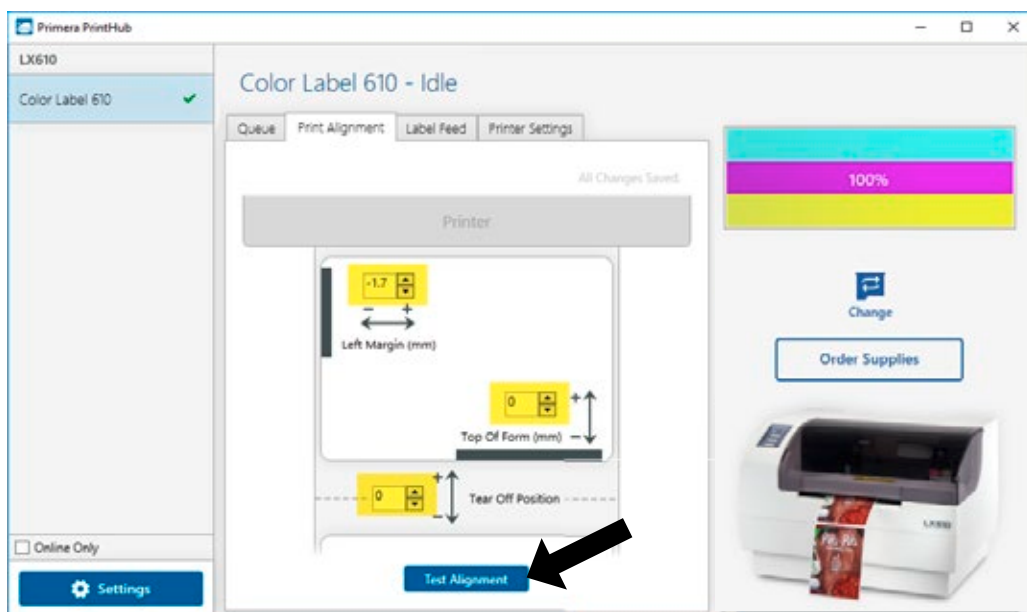 Primera PrintHub
LX610
Color Label 610
Color Label 610 - Idle
Queue Print Alignment Label Feed Printer Settings
All Changes Saved.
100%
Printer
-1.7
- +
Left Margin (mm)
Change
Order Supplies
0 +
Top Of Form (mm) -
+
0 Tear Off Position
-
Online Only
Settings
Test Alignment